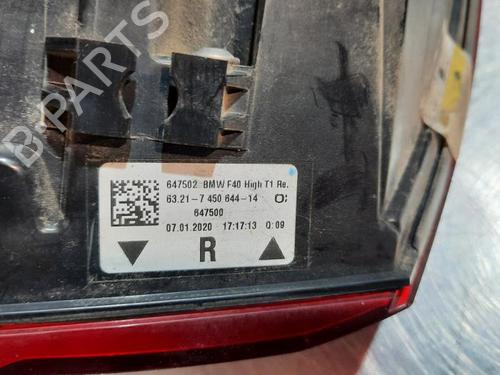 B-PARTS
647502 BMW F40 High T1 Re.
63.21-7 450 644-14 O:
647500
07.01.2020 17:17:13 Q:09
R